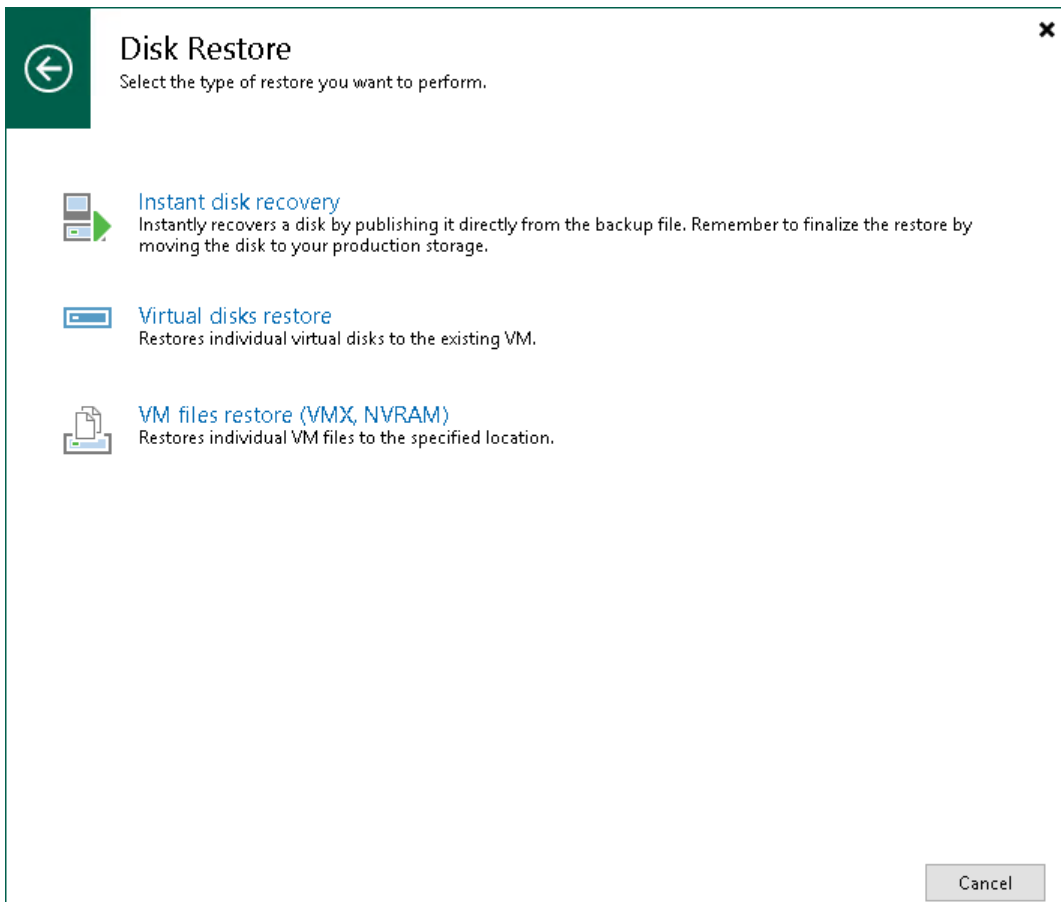 Disk Restore
Select the type of restore you want to perform.
Instant disk recovery
Instantly recovers a disk by publishing it directly from the backup file. Remember to finalize the restore by
moving the disk to your production storage.
Virtual disks restore
Restores individual virtual disks to the existing VM.
VM files restore (VMX, NVRAM)
Restores individual VM files to the specified location.
Cancel